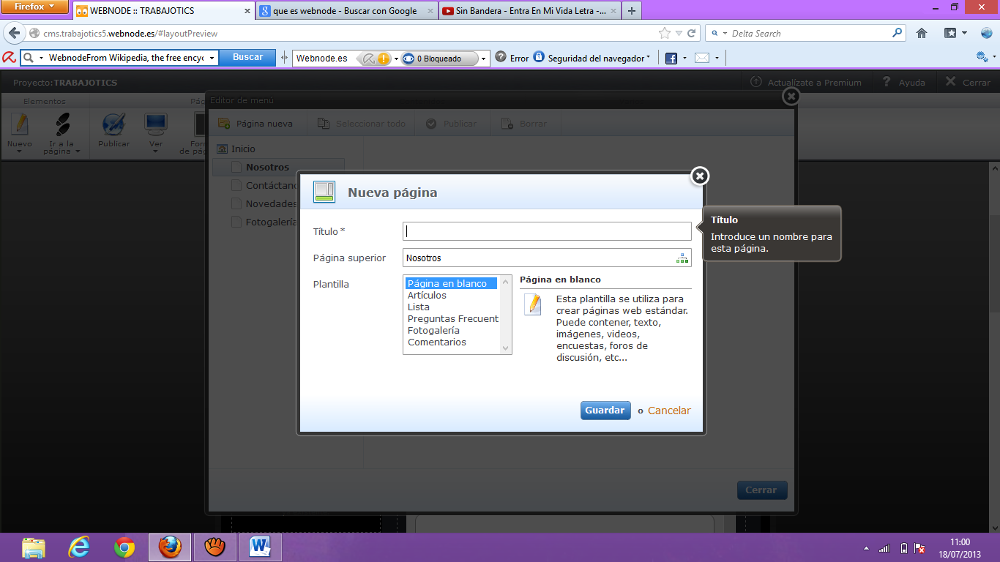 Firefox
WEBNODE :: TRABAJOTICS
que es webnode - Buscar con Google
Sin Bandera - Entra En Mi Vida Letra -...
cms.trabajotics5.webnode.es/#layoutPreview
Delta Search
WebnodeFrom Wikipedia, the free encyc
Buscar
Webnode.es
0 Bloqueado
Error
Seguridad del navegador
Proyecto: TRABAJOTICS
Actualízate a Premium
Ayuda
Cerrar
Elementos
Pág
Editor de menú
Nuevo
Ir a la página
Publicar
Ver
Form
de pág
Página nueva
Seleccionar todo
Publicar
Borrar
Inicio
Nosotros
Contáctano
Novedades
Fotogalería
Nueva página
Título *
Título
Introduce un nombre para
esta página.
Página superior
Nosotros
Plantilla
Página en blanco
Artículos
Lista
Preguntas Frecuent
Fotogalería
Comentarios
Página en blanco
Esta plantilla se utiliza para
crear páginas web estándar.
Puede contener, texto,
imágenes, videos,
encuestas, foros de
discusión, etc...
Guardar o Cancelar
Cerrar
11:00
18/07/2013